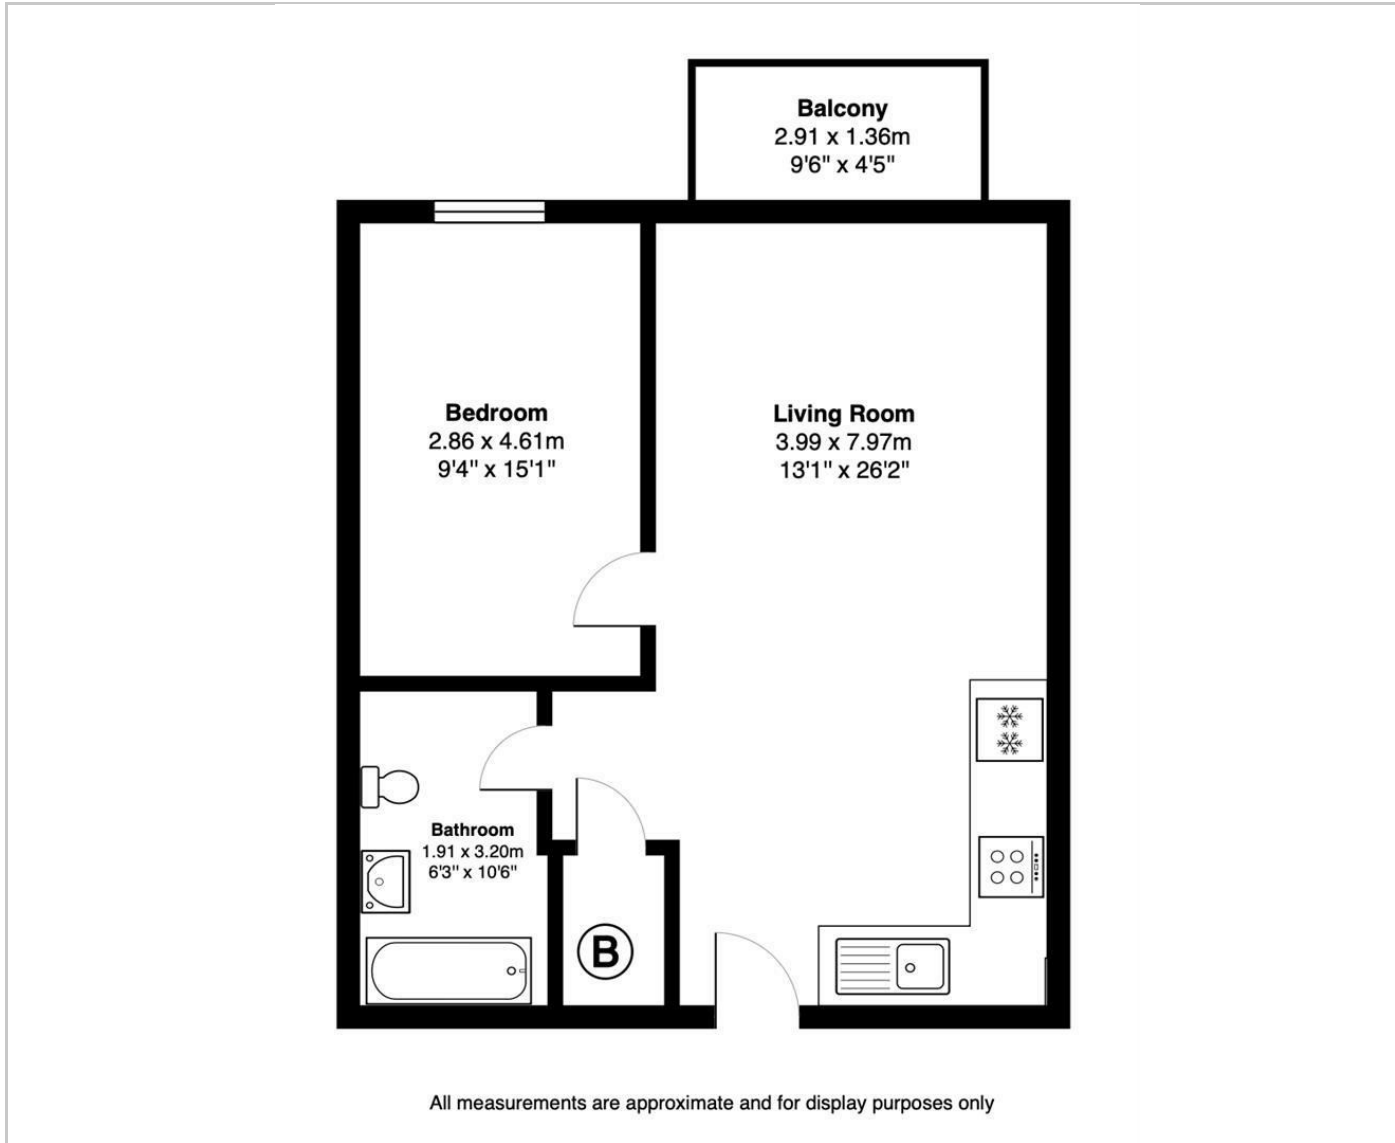 Balcony
2.91 x 1.36m
9'6" x 4'5"
Bedroom
2.86 x 4.61m
9'4" x 15'1"
Living Room
3.99 x 7.97m
13'1" x 26'2"
Bathroom
1.91 x 3.20m
6'3" x 10'6"
B
All measurements are approximate and for display purposes only